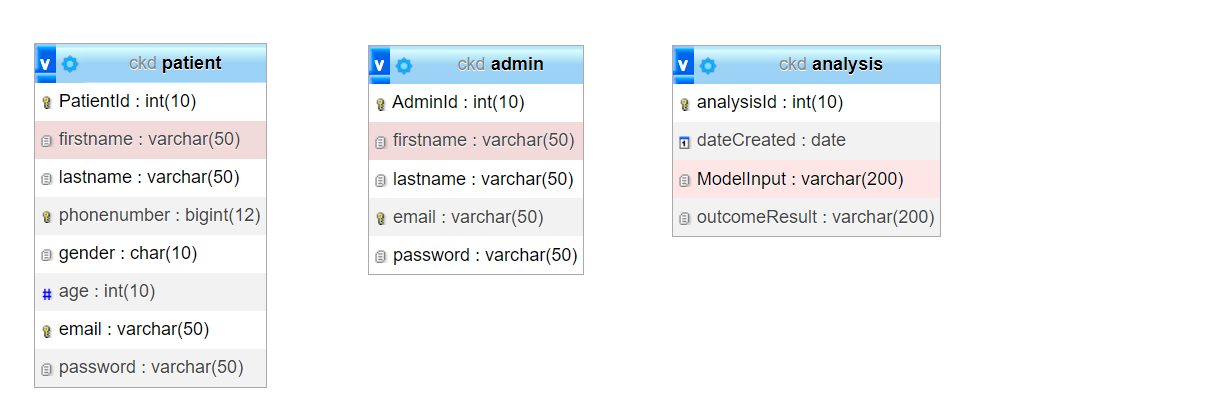 v ckd patient
PatientId : int(10)
firstname : varchar(50)
lastname : varchar(50)
phonenumber : bigint(12)
gender : char(10)
# age : int(10)
email : varchar(50)
password : varchar(50)
v ckd admin
AdminId : int(10)
firstname : varchar(50)
lastname : varchar(50)
email : varchar(50)
password : varchar(50)
v ckd analysis
analysisId : int(10)
1 dateCreated : date
ModelInput : varchar(200)
outcomeResult : varchar(200)